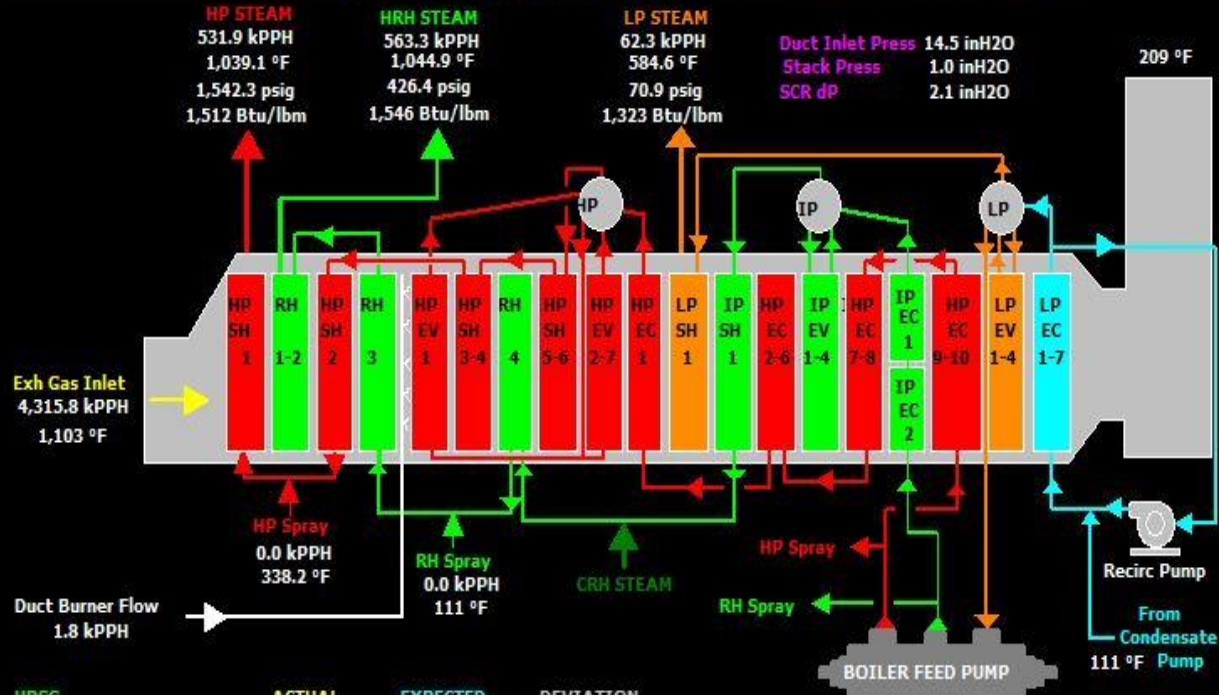 HP STEAM
531.9 kPPH
1,039.1 °F
1,542.3 psig
1,512 Btu/lbm
HRH STEAM
563.3 kPPH
1,044.9 °F
426.4 psig
1,546 Btu/lbm
LP STEAM
62.3 kPPH
584.6 °F
70.9 psig
1,323 Btu/lbm
Duct Inlet Press 14.5 inH2O
Stack Press 1.0 inH2O
SCR dP 2.1 inH2O
209 °F
HP
IP
LP
HP
SH
1
RH
1-2
HP
SH
2
RH
3
HP
EV
1
HP
SH
3-4
RH
4
HP
SH
5-6
HP
EV
2-7
HP
EC
1
LP
SH
1
IP
SH
1
HP
EC
2-6
IP
EV
1-4
HP
EC
7-8
IP
EC
1
IP
EC
2
HP
EC
9-10
LP
EV
1-4
LP
EC
1-7
Exh Gas Inlet
4,315.8 kPPH
1,103 °F
HP Spray
0.0 kPPH
338.2 °F
RH Spray
0.0 kPPH
111 °F
CRH STEAM
HP Spray
RH Spray
Recirc Pump
From
Condensate
111 °F Pump
Duct Burner Flow
1.8 kPPH
BOILER FEED PUMP
HRSG ACTUAL EXPECTED DEVIATION